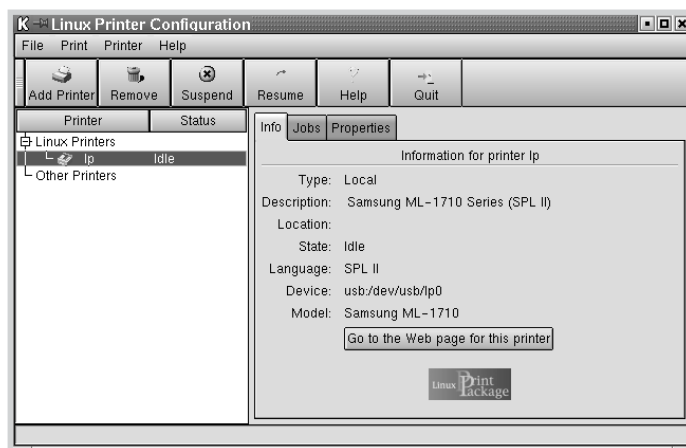 K Linux Printer Configuration
File Print Printer Help
Add Printer Remove Suspend Resume Help Quit
Printer Status
Linux Printers
lp Idle
Other Printers
Info Jobs Properties
Information for printer lp
Type: Local
Description: Samsung ML-1710 Series (SPL II)
Location:
State: Idle
Language: SPL II
Device: usb:/dev/usb/lp0
Model: Samsung ML-1710
Go to the Web page for this printer
Linux Print
Package